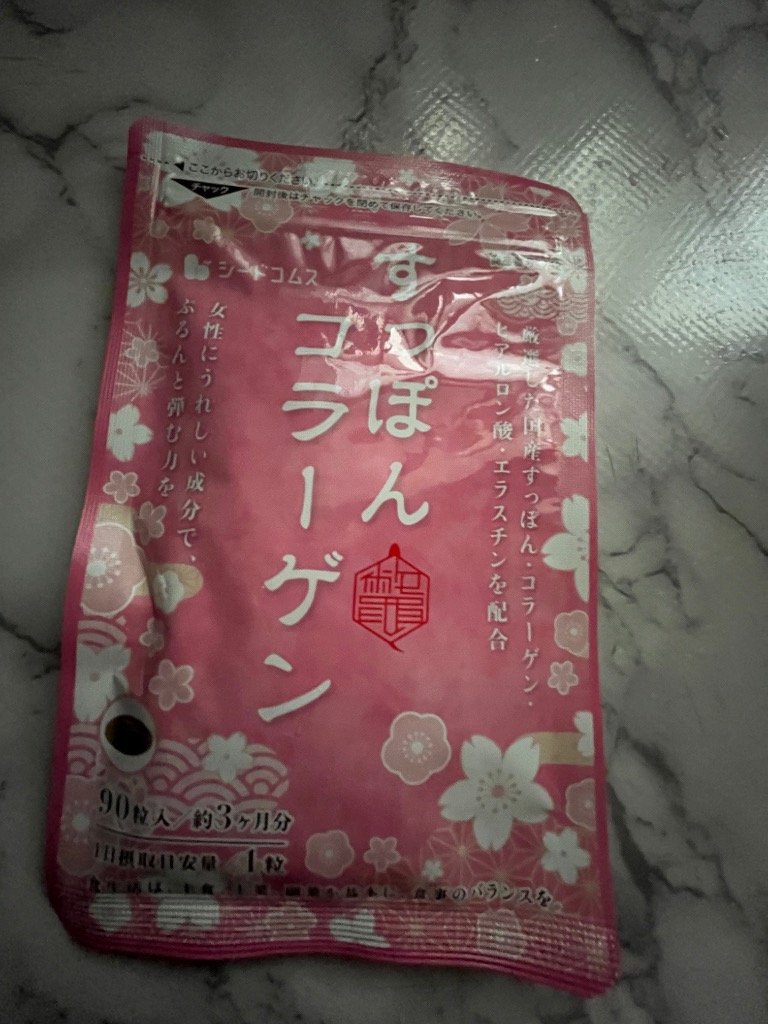 ここからお切りください。
チャック
開封後はチャックを閉めて保存してください。
シードコムス
すっぽん
コラーゲン
厳選した国産すっぽん・コラーゲン・
ヒアルロン酸・エラスチンを配合
女性にうれしい成分で、
ぷるんと弾む力を
90粒入/約3ヶ月分
1日摂取目安量 1粒
食生活は、主食、主菜、副菜を基本に、食事のバランスを。